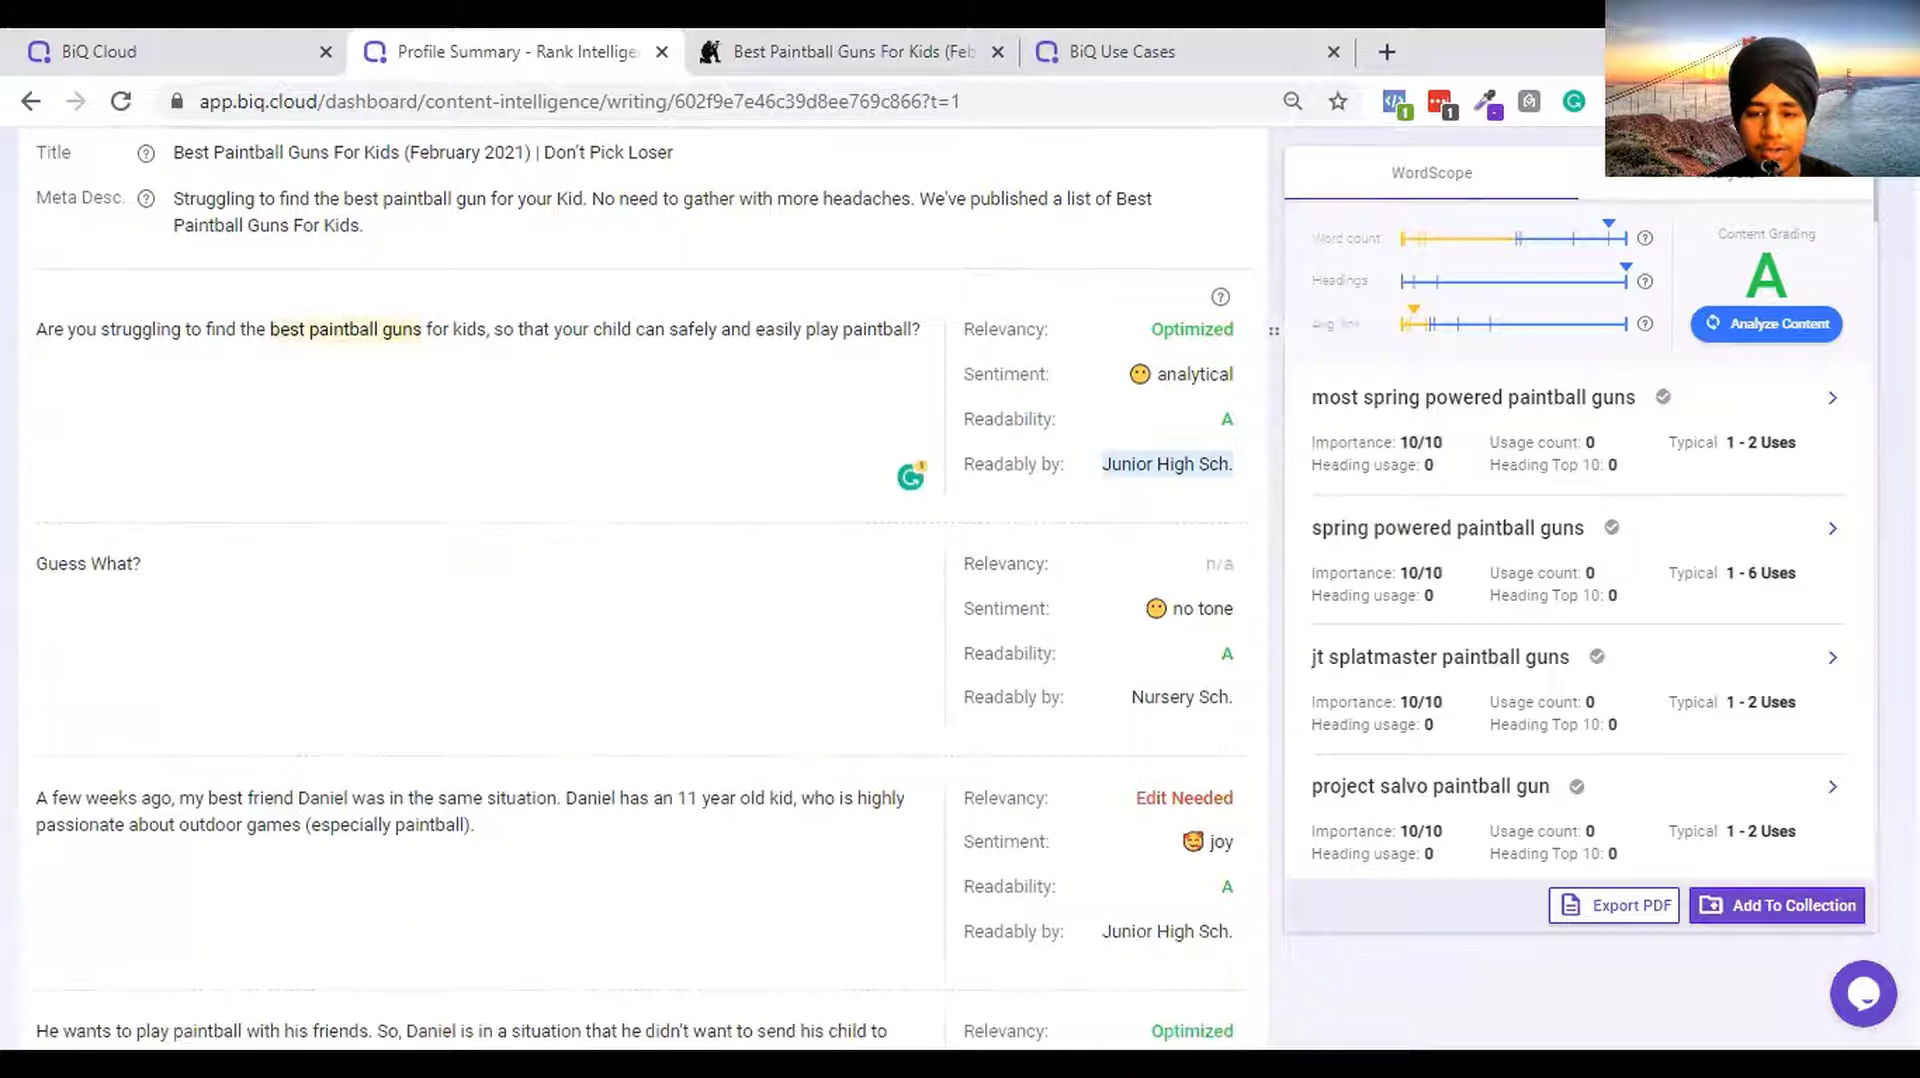 BiQ Cloud
Profile Summary - Rank Intellige
Best Paintball Guns For Kids (Feb
BiQ Use Cases
app.biq.cloud/dashboard/content-intelligence/writing/602f9e7e46c39d8ee769c866?t=1
Title
Best Paintball Guns For Kids (February 2021) | Don't Pick Loser
Meta Desc..
Struggling to find the best paintball gun for your Kid. No need to gather with more headaches. We've published a list of Best
Paintball Guns For Kids.
Are you struggling to find the best paintball guns for kids, so that your child can safely and easily play paintball?
Relevancy: Optimized
Sentiment: analytical
Readability: A
Readably by: Junior High Sch.
Guess What?
Relevancy: n/a
Sentiment: no tone
Readability: A
Readably by: Nursery Sch.
A few weeks ago, my best friend Daniel was in the same situation. Daniel has an 11 year old kid, who is highly
passionate about outdoor games (especially paintball).
Relevancy: Edit Needed
Sentiment: joy
Readability: A
Readably by: Junior High Sch.
He wants to play paintball with his friends. So, Daniel is in a situation that he didn't want to send his child to
Relevancy: Optimized
WordScope
Word count
Headings
Avg. link
Content Grading
A
Analyze Content
most spring powered paintball guns
Importance: 10/10 Usage count: 0 Typical 1 - 2 Uses
Heading usage: 0 Heading Top 10: 0
spring powered paintball guns
Importance: 10/10 Usage count: 0 Typical 1 - 6 Uses
Heading usage: 0 Heading Top 10: 0
jt splatmaster paintball guns
Importance: 10/10 Usage count: 0 Typical 1 - 2 Uses
Heading usage: 0 Heading Top 10: 0
project salvo paintball gun
Importance: 10/10 Usage count: 0 Typical 1 - 2 Uses
Heading usage: 0 Heading Top 10: 0
Export PDF
Add To Collection